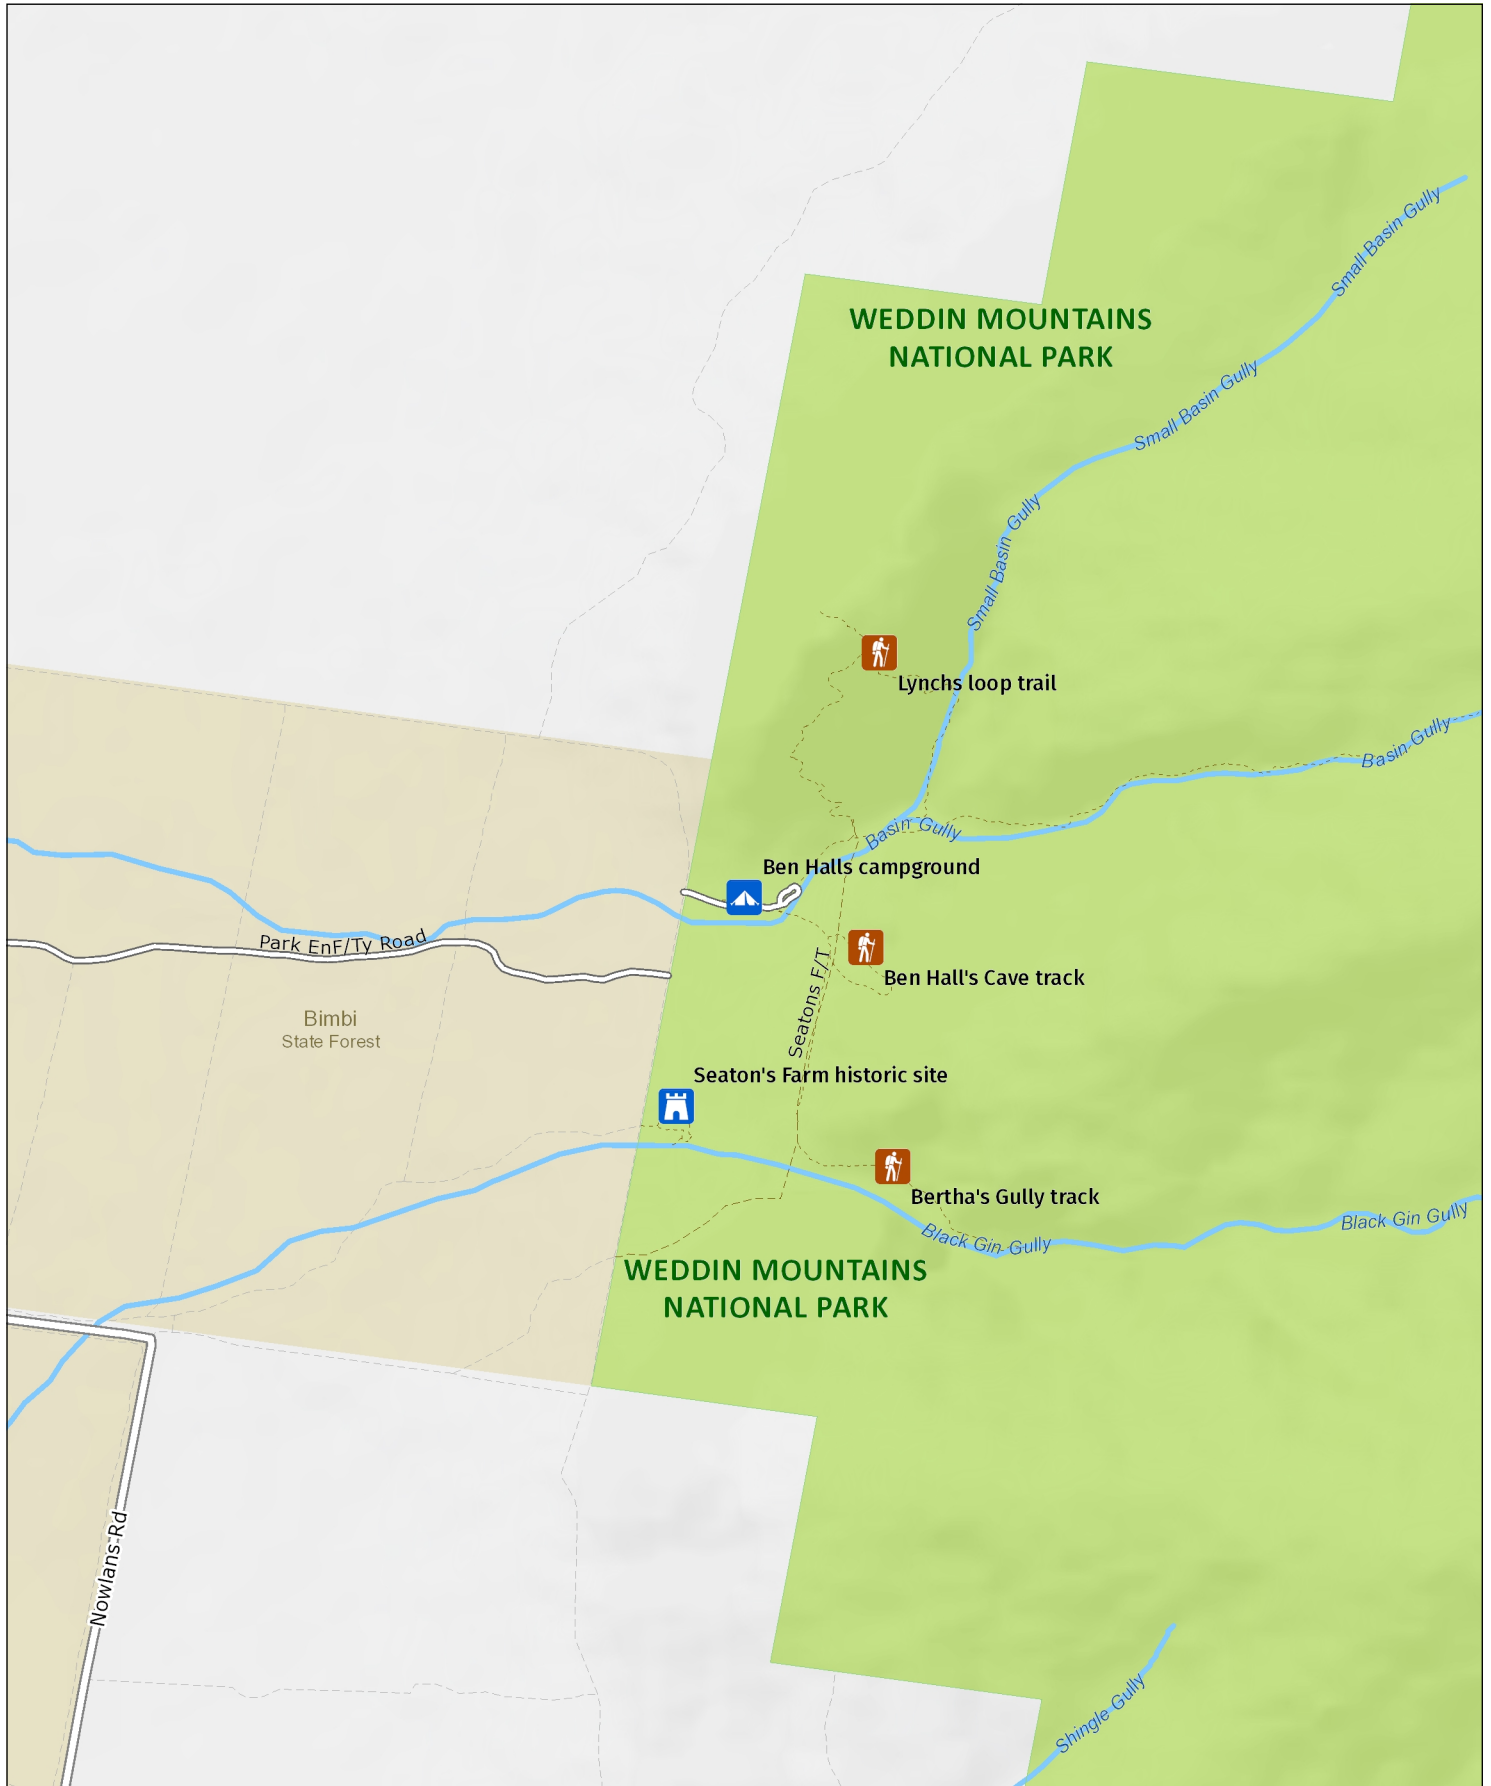 WEDDIN MOUNTAINS
NATIONAL PARK
Small Basin Gully
Small Basin Gully
Small Basin Gully
Lynchs loop trail
Basin Gully
Basin Gully
Ben Halls campground
Park EnF/Ty Road
Ben Hall's Cave track
Seatons F/T
Bimbi
State Forest
Seaton's Farm historic site
Bertha's Gully track
Black Gin Gully
Black Gin Gully
WEDDIN MOUNTAINS
NATIONAL PARK
Nowlans Rd
Shingle Gully